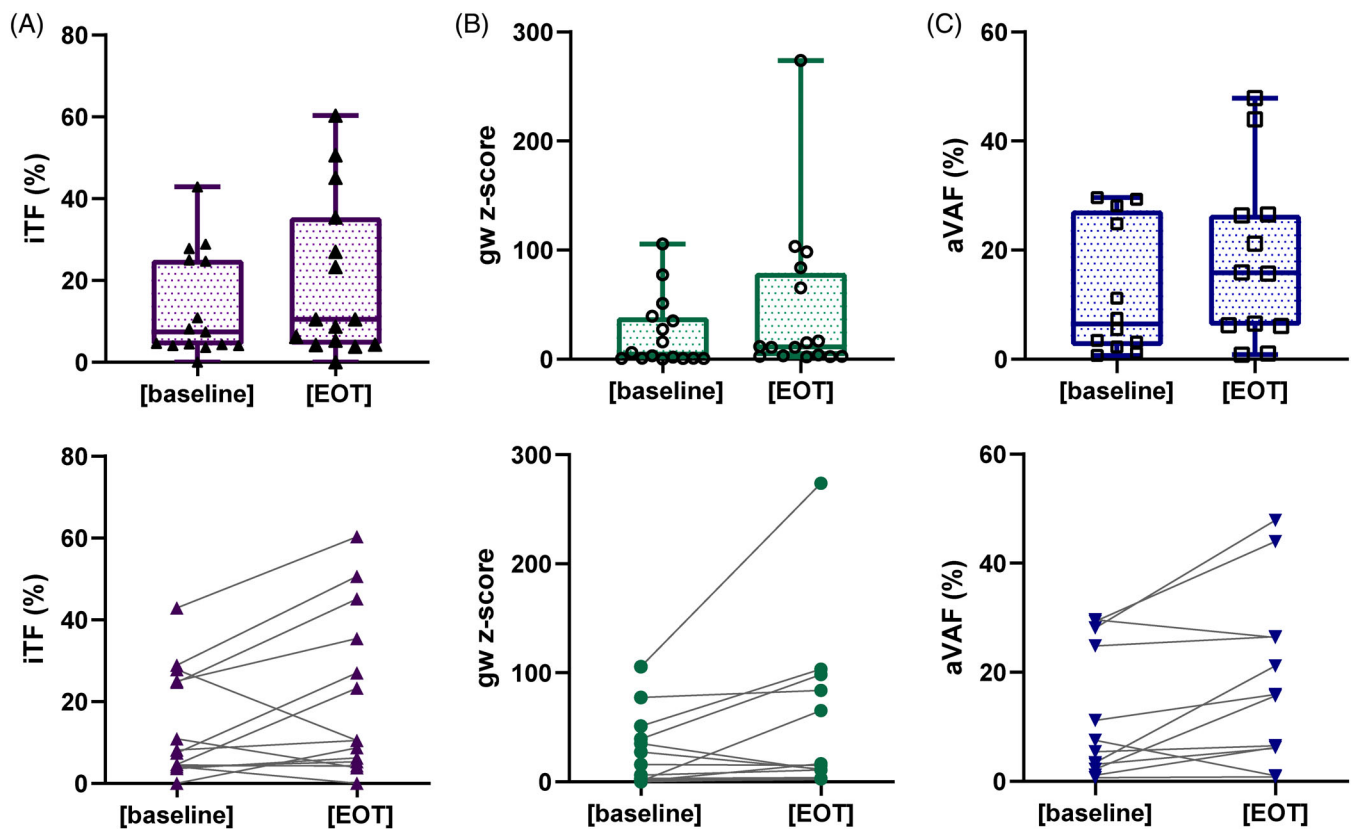 (A)
80
60
40
20
0
iTF (%)
[baseline] [EOT]
(B)
300
200
100
0
gw z-score
[baseline] [EOT]
(C)
60
40
20
0
aVAF (%)
[baseline] [EOT]
80
60
40
20
0
iTF (%)
[baseline] [EOT]
300
200
100
0
gw z-score
[baseline] [EOT]
60
40
20
0
aVAF (%)
[baseline] [EOT]